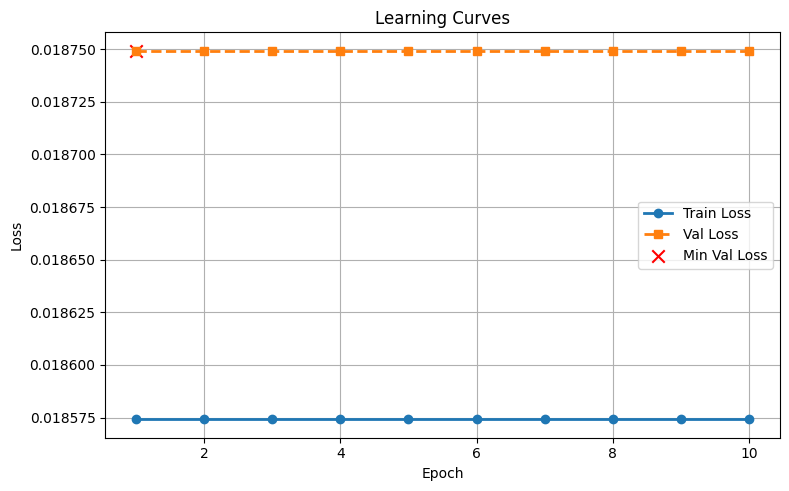 Learning Curves
0.018750
0.018725
0.018700
0.018675
0.018650
0.018625
0.018600
0.018575
Loss
Train Loss
Val Loss
Min Val Loss
2 4 6 8 10
Epoch